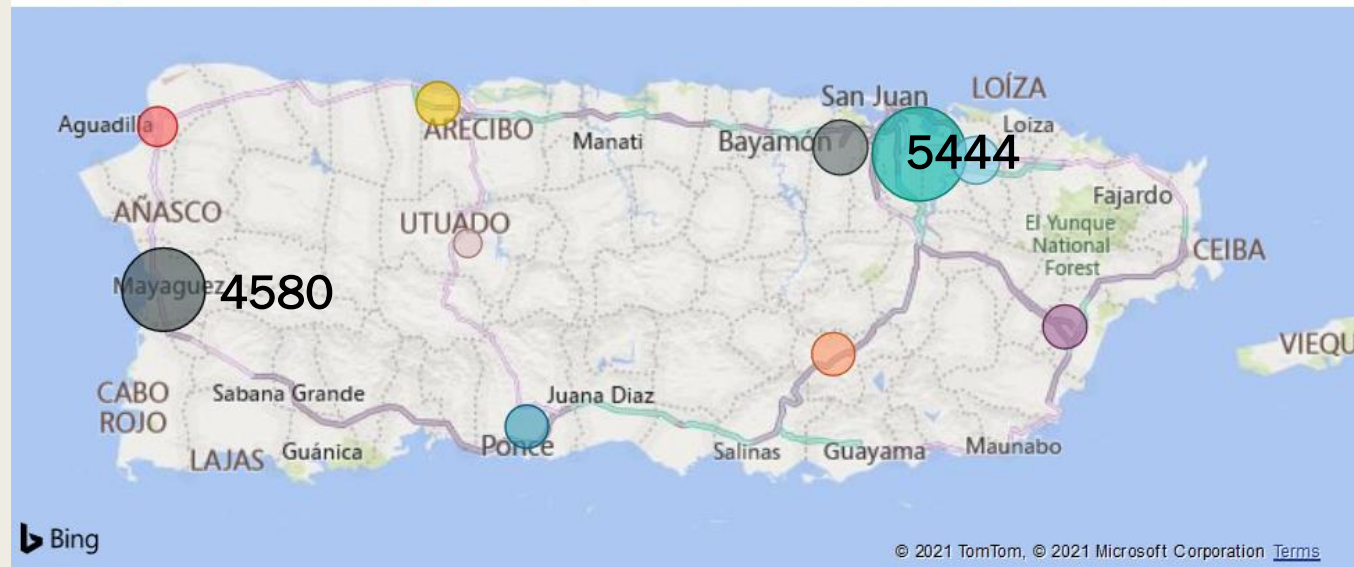 San Juan
LOÍZA
Aguadilla
ARECIBO
Manati
Bayamón
Loíza
5444
AÑASCO
UTUADO
Fajardo
El Yunque
National
Forest
CEIBA
Mayaguez
4580
VIEQU
CABO
ROJO
Sabana Grande
Juana Diaz
LAJAS
Guánica
Ponce
Salinas
Guayama
Maunabo
Bing
© 2021 TomTom, © 2021 Microsoft Corporation Terms